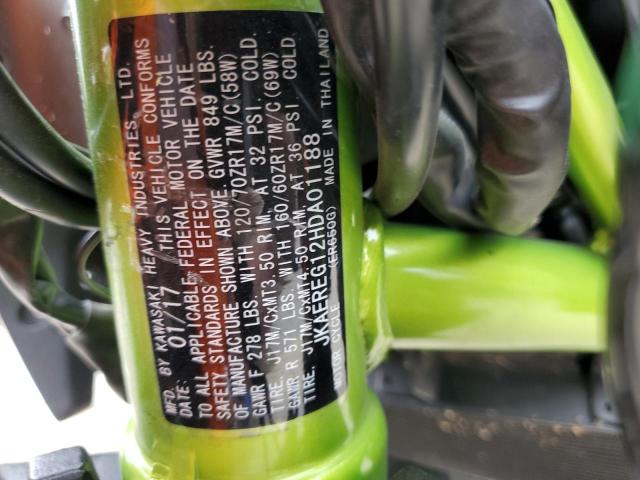 MFD. BY KAWASAKI HEAVY INDUSTRIES, LTD.
DATE: 01/17 THIS VEHICLE CONFORMS
TO ALL APPLICABLE FEDERAL MOTOR VEHICLE
SAFETY STANDARDS IN EFFECT ON THE DATE
OF MANUFACTURE SHOWN ABOVE. GVWR 849 LBS.
GAWR F 278 LBS. WITH 120/70ZR17M/C(58W)
TIRE. J17M/CXMT3.50 RIM. AT 32 PSI. COLD.
GAWR R 571 LBS. WITH 160/60ZR17M/C(69W)
TIRE. J17M/CXMT4.50 RIM. AT 36 PSI COLD.
JKAEREG12HDA01188
MOTOR CYCLE (ER650G) MADE IN THAILAND